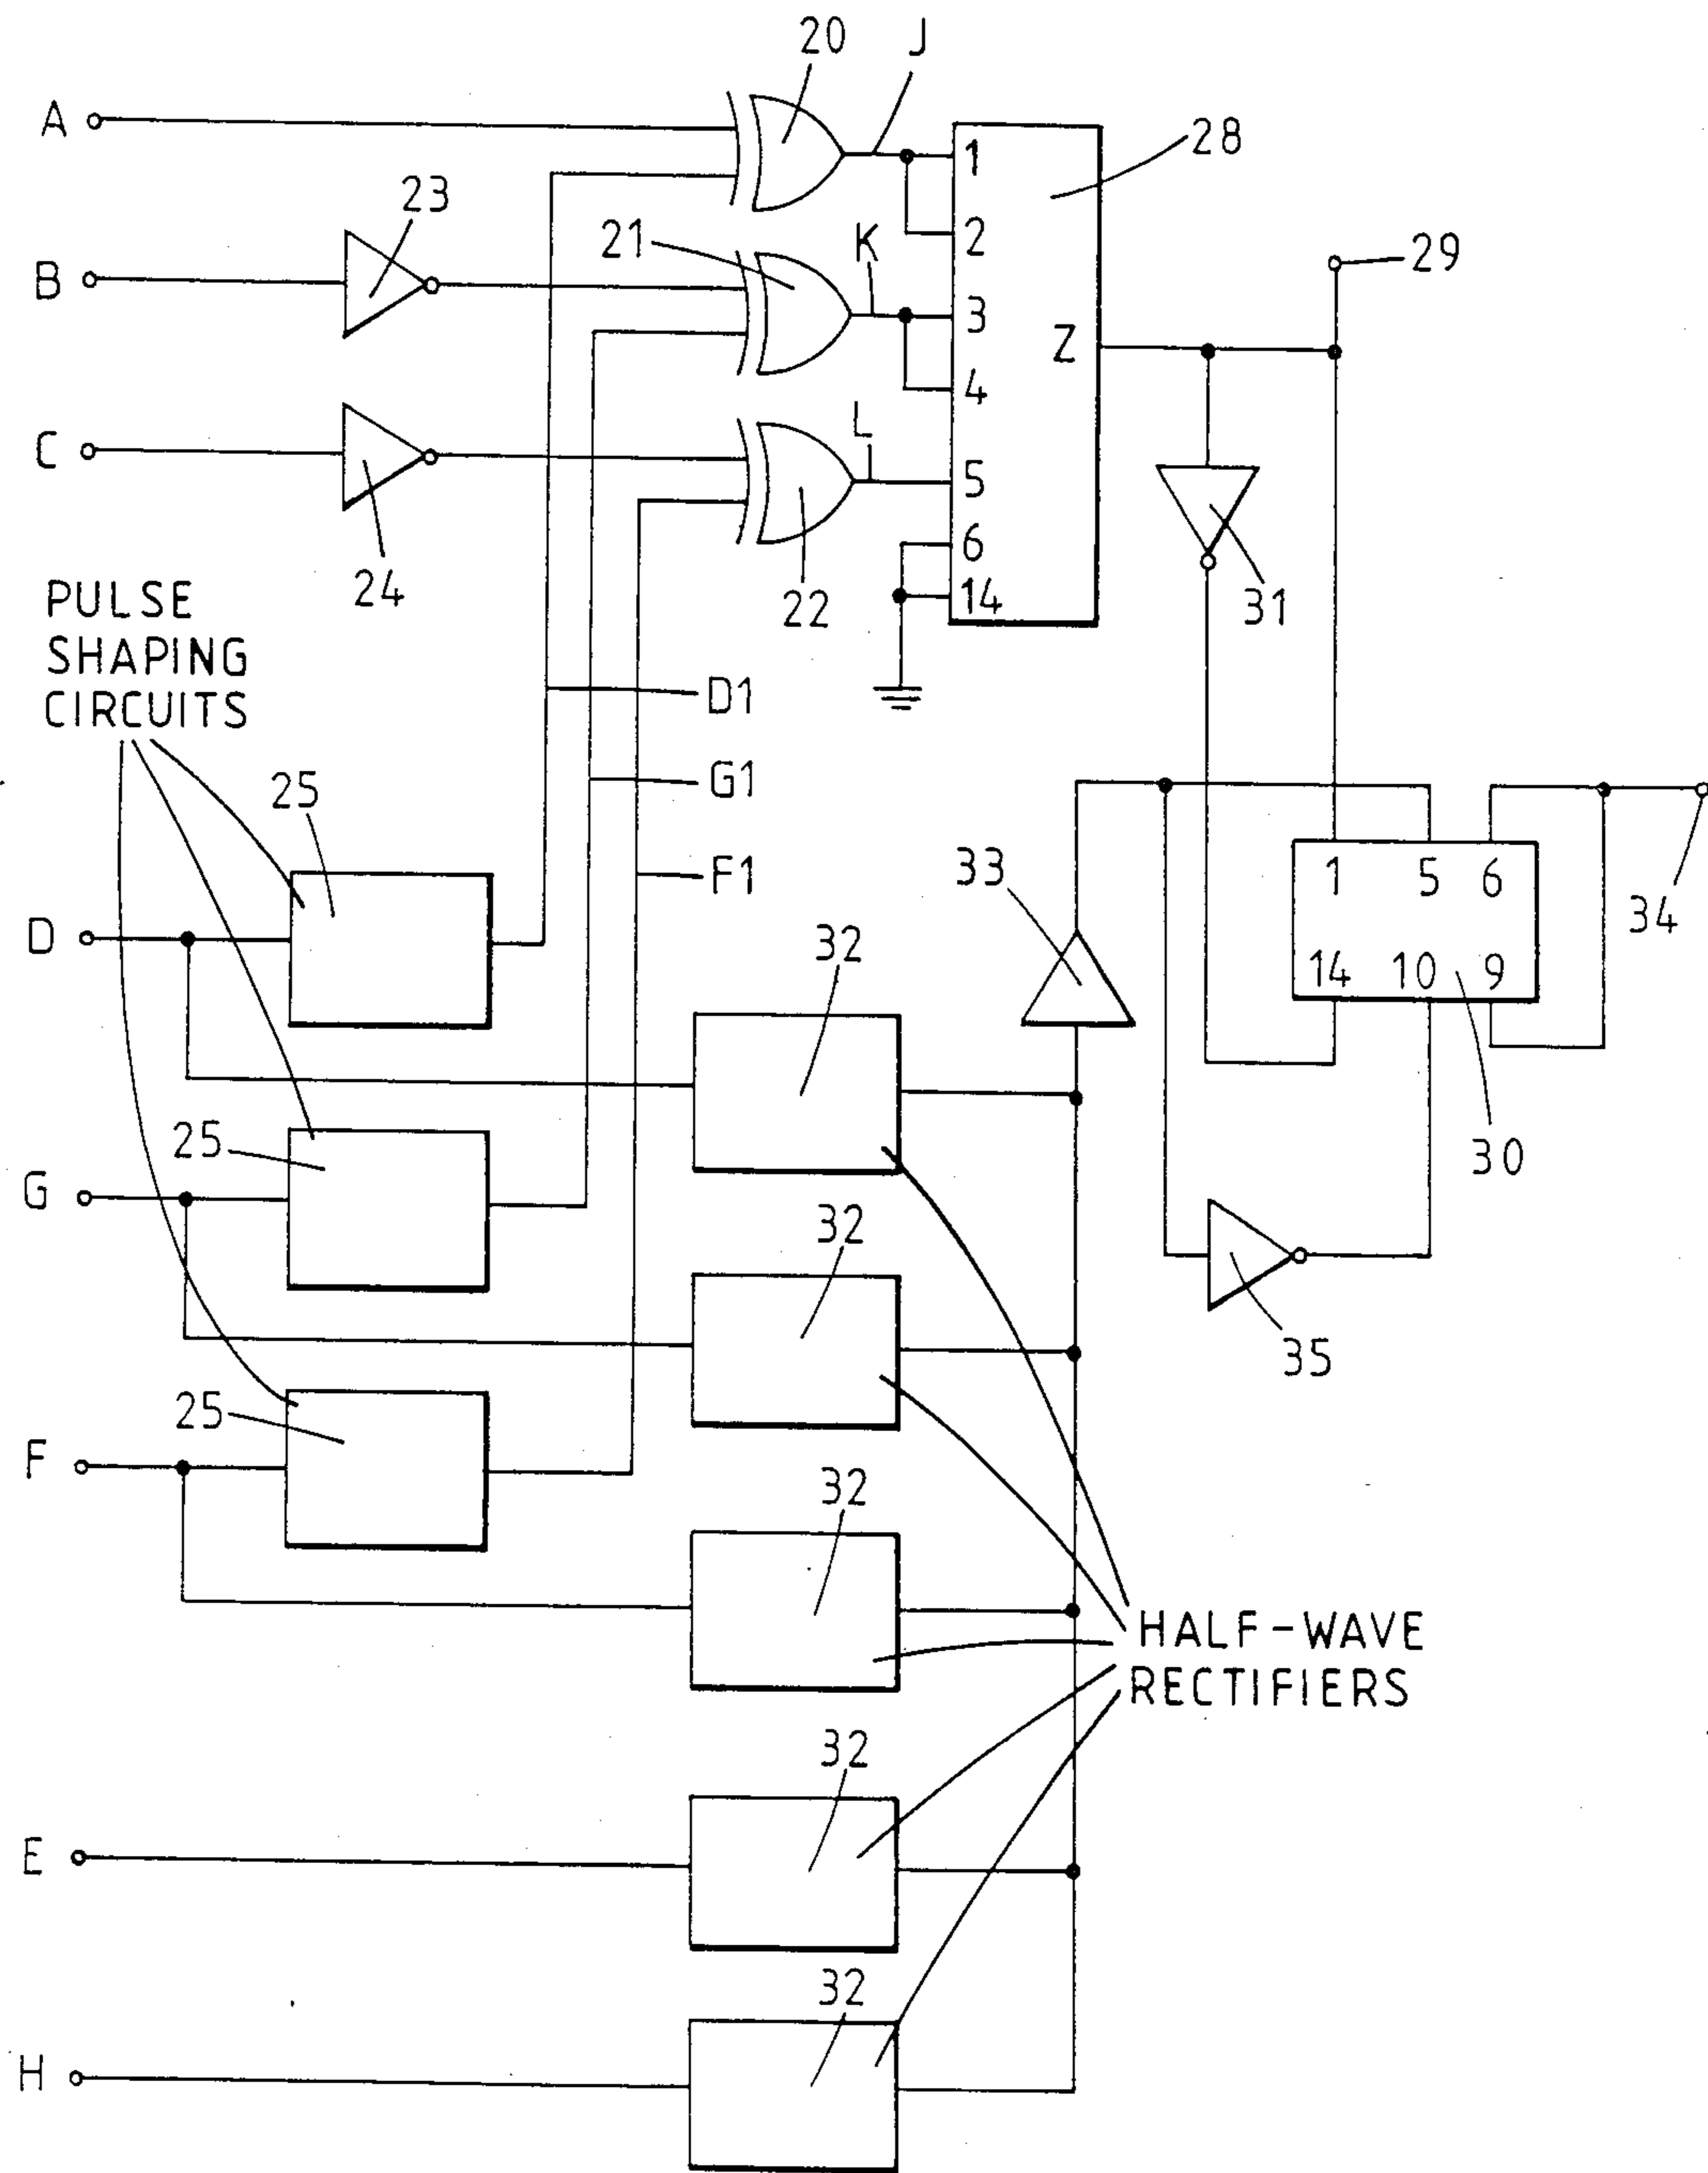 20
J
A
28
1
23
2
21
K
29
B
3
Z
4
L
C
5
6
24
22
14
31
PULSE
SHAPING
CIRCUITS
D1
G1
25
F1
33
1 5 6
34
D
32
14 10 9
25
30
G
32
35
25
F
32
HALF-WAVE
RECTIFIERS
32
E
32
H